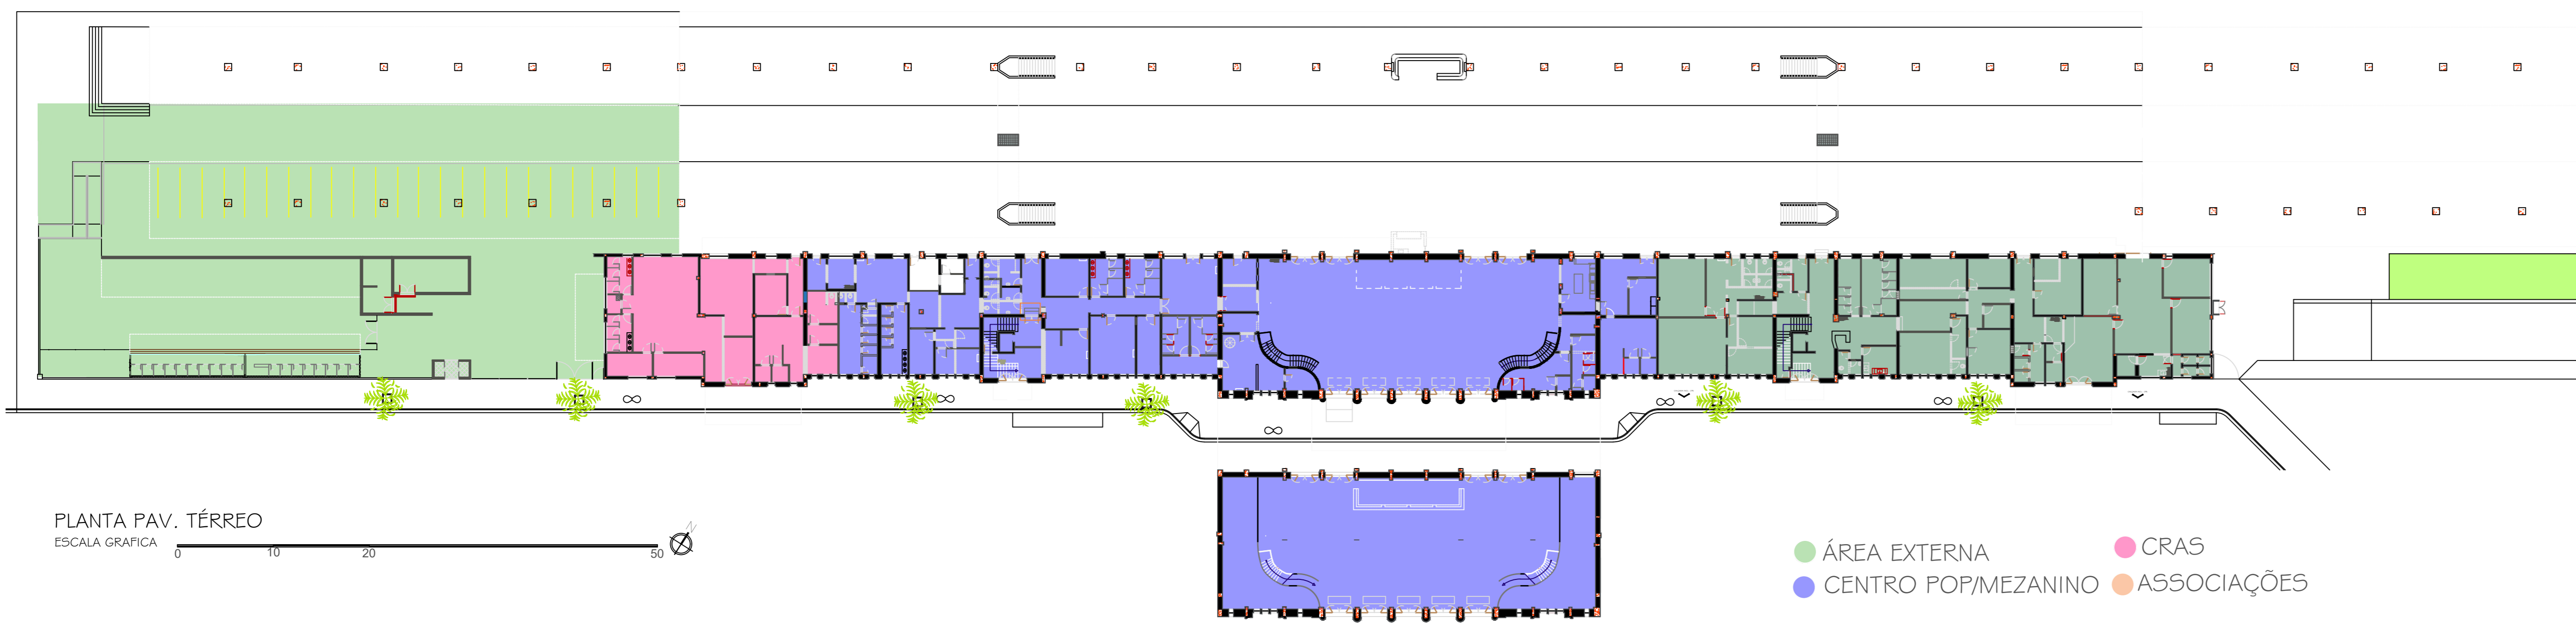 PLANTA PAV. TÉRREO
ESCALA GRAFICA
0 10 20 50
N
ÁREA EXTERNA
CENTRO POP/MEZANINO
CRAS
ASSOCIAÇÕES